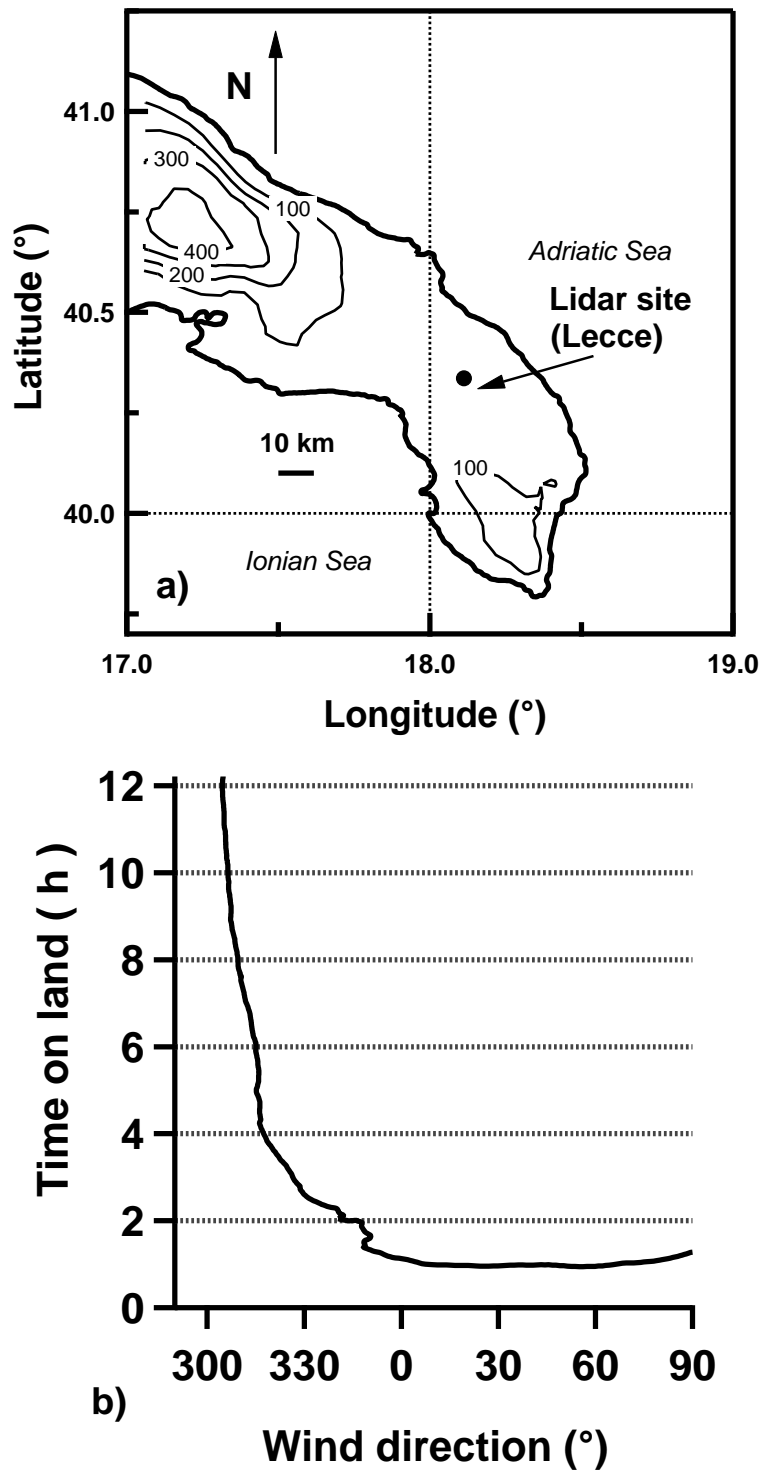 N
41.0
300
100
400
200
Adriatic Sea
Lidar site
(Lecce)
40.5
Latitude (°)
10 km
100
40.0
Ionian Sea
a)
17.0 18.0 19.0
Longitude (°)
12
10
8
6
4
2
0
Time on land ( h )
300 330 0 30 60 90
b)
Wind direction (°)